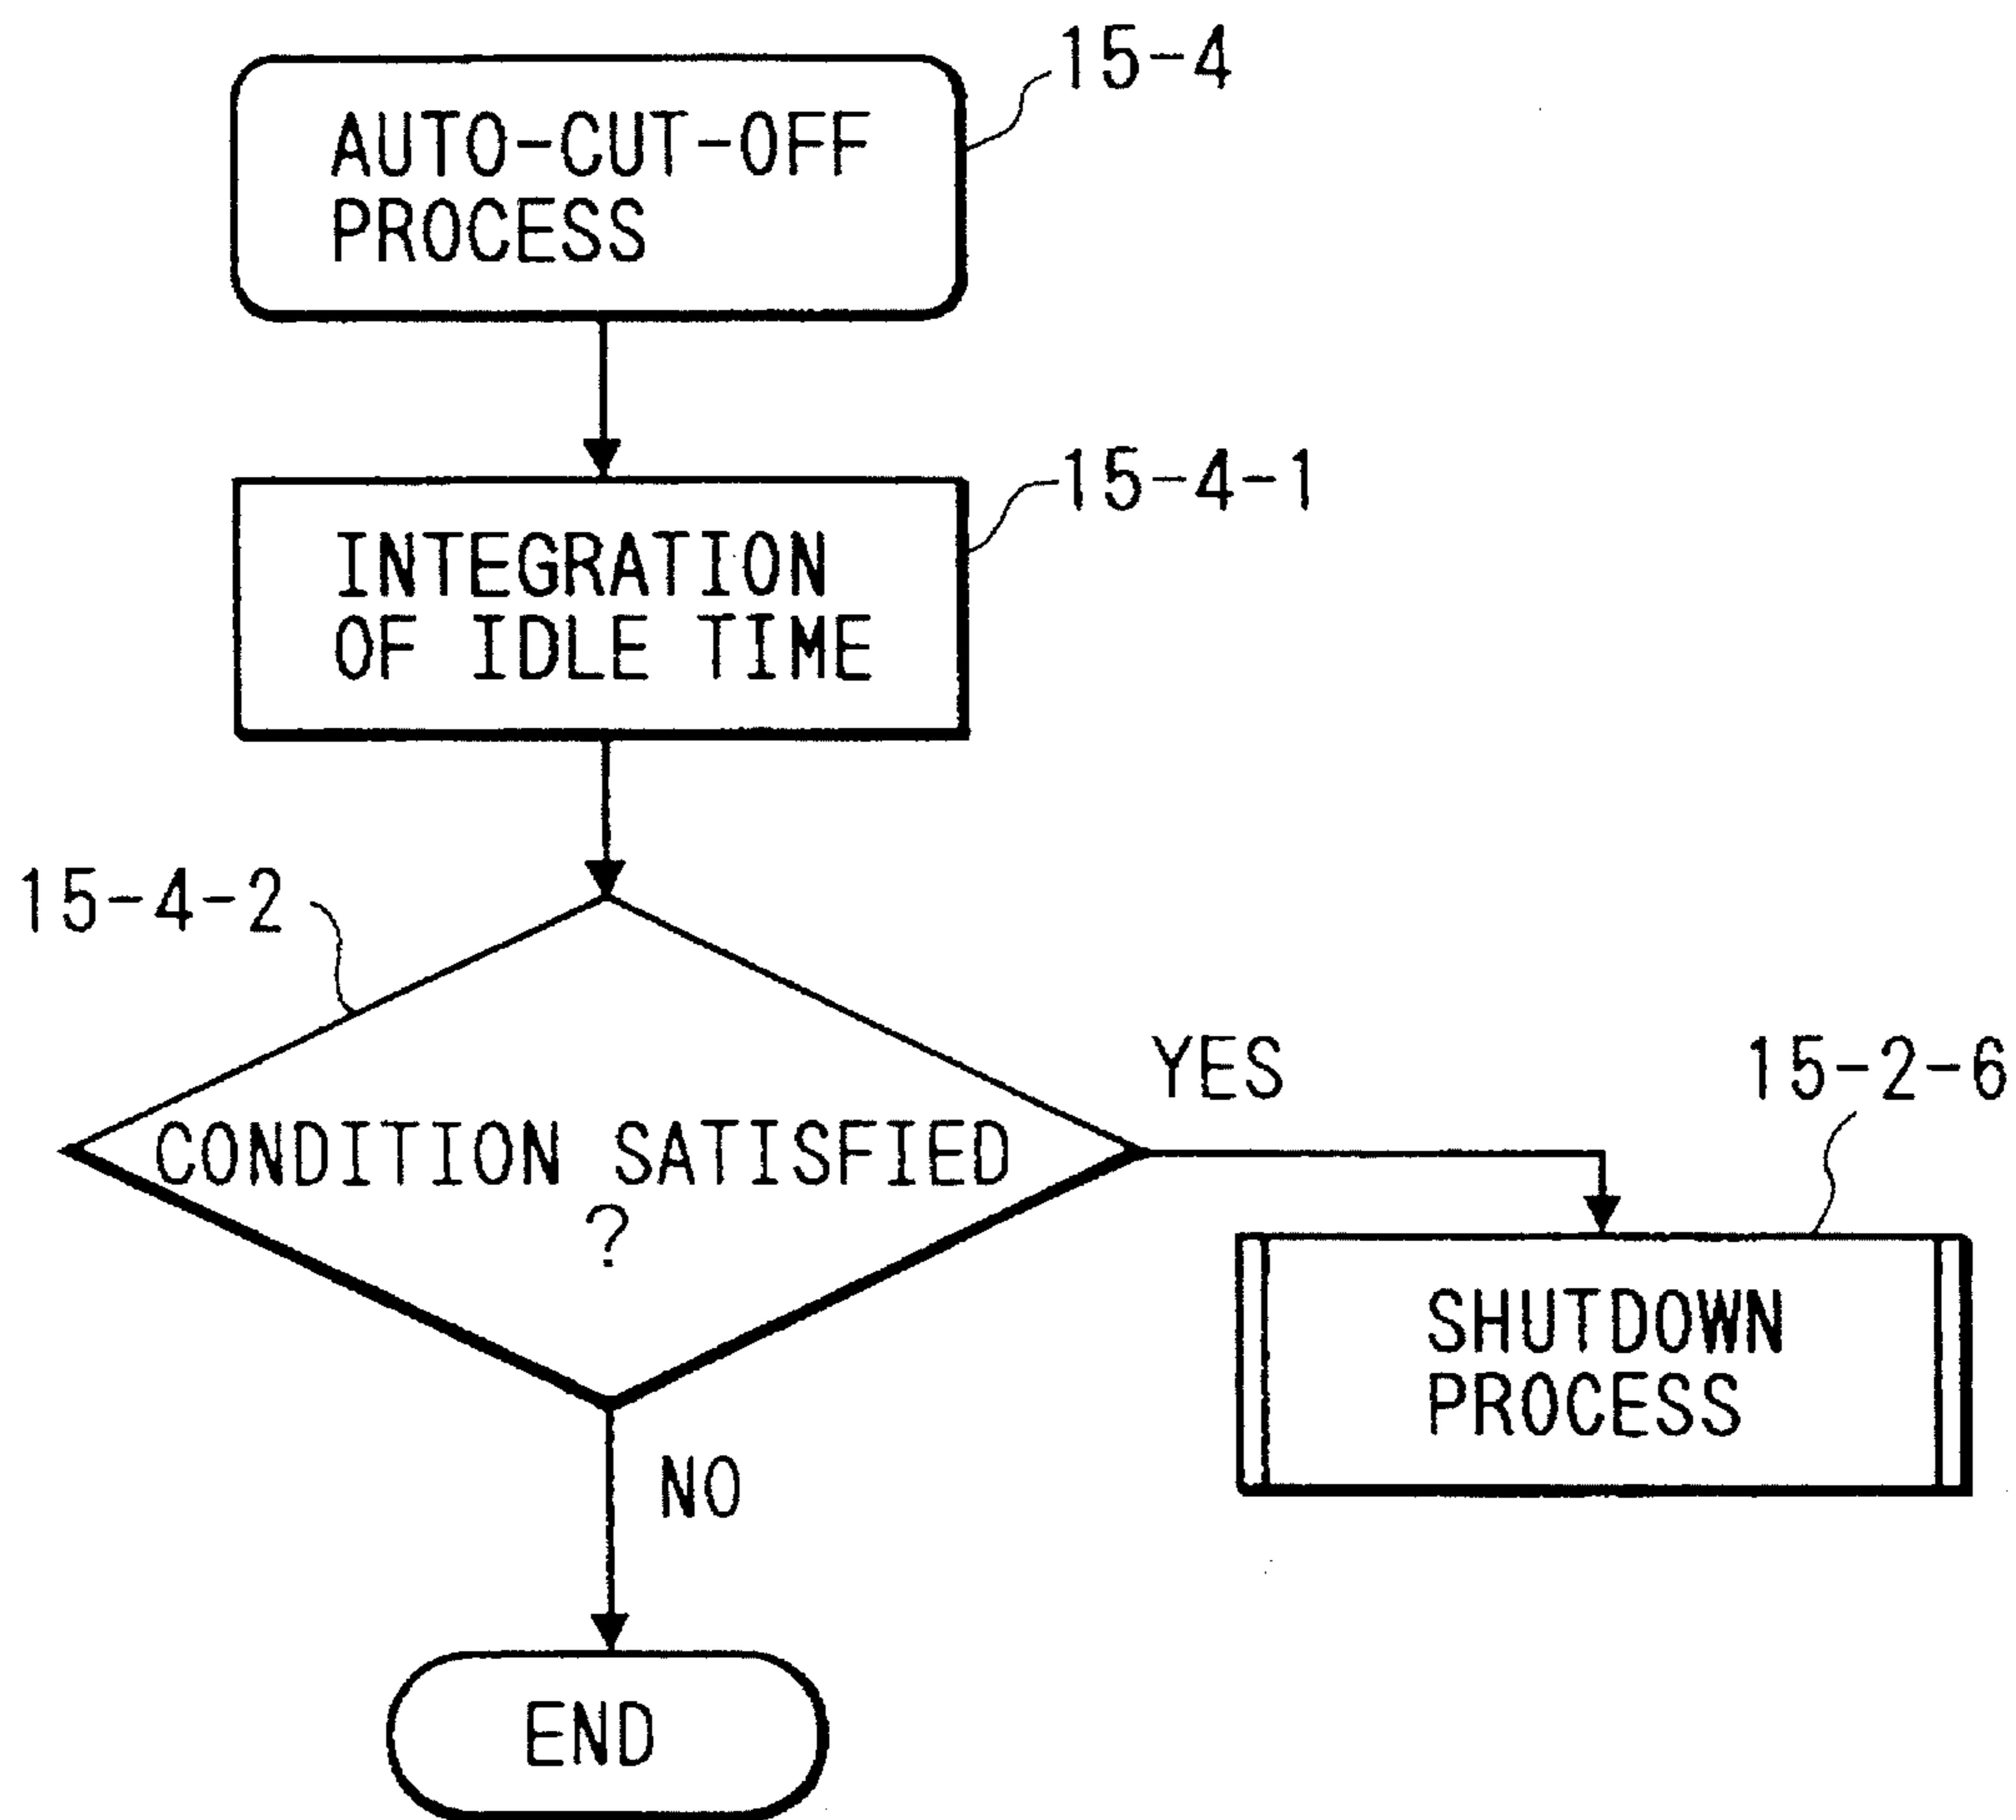 15-4
AUTO-CUT-OFF
PROCESS
15-4-1
INTEGRATION
OF IDLE TIME
15-4-2
CONDITION SATISFIED
?
YES
15-2-6
SHUTDOWN
PROCESS
NO
END